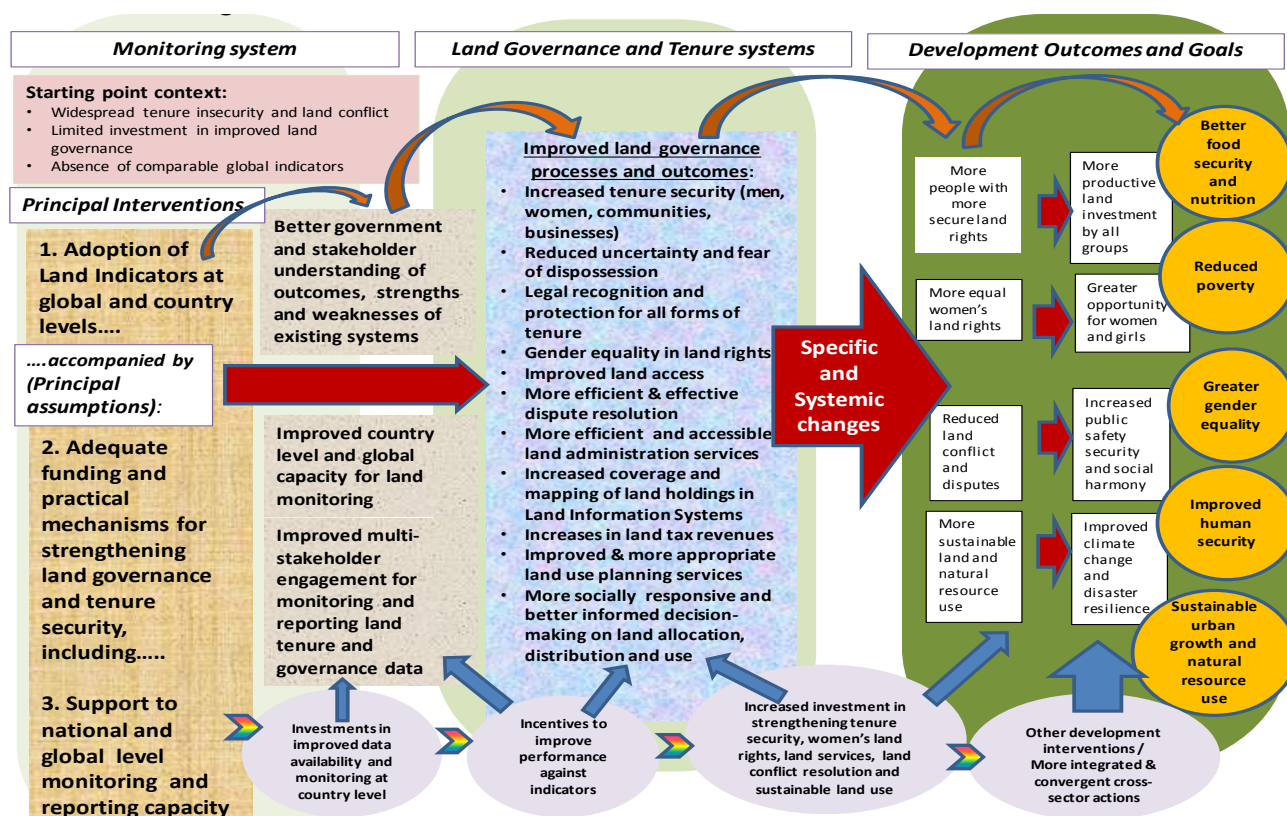 Monitoring system
Land Governance and Tenure systems
Development Outcomes and Goals
Starting point context:
• Widespread tenure insecurity and land conflict
• Limited investment in improved land
governance
• Absence of comparable global indicators
Principal Interventions
1. Adoption of
Land Indicators at
global and country
levels....
....accompanied by
(Principal
assumptions):
2. Adequate
funding and
practical
mechanisms for
strengthening
land governance
and tenure
security,
including.....
3. Support to
national and
global level
monitoring and
reporting capacity
Better government
and stakeholder
understanding of
outcomes, strengths
and weaknesses of
existing systems
Improved country
level and global
capacity for land
monitoring
Improved multi-
stakeholder
engagement for
monitoring and
reporting land
tenure and
governance data
Improved land governance
processes and outcomes:
• Increased tenure security (men,
women, communities,
businesses)
• Reduced uncertainty and fear
of dispossession
• Legal recognition and
protection for all forms of
tenure
• Gender equality in land rights
• Improved land access
• More efficient & effective
dispute resolution
• More efficient and accessible
land administration services
• Increased coverage and
mapping of land holdings in
Land Information Systems
• Increases in land tax revenues
• Improved & more appropriate
land use planning services
• More socially responsive and
better informed decision-
making on land allocation,
distribution and use
Specific
and
Systemic
changes
More
people with
more
secure land
rights
More
productive
land
investment
by all
groups
More equal
women's
land rights
Greater
opportunity
for women
and girls
Reduced
land
conflict
and
disputes
Increased
public
safety
security
and social
harmony
More
sustainable
land and
natural
resource
use
Improved
climate
change
and
disaster
resilience
Better
food
security
and
nutrition
Reduced
poverty
Greater
gender
equality
Improved
human
security
Sustainable
urban
growth and
natural
resource
use
Investments in
improved data
availability and
monitoring at
country level
Incentives to
improve
performance
against
indicators
Increased investment in
strengthening tenure
security, women's land
rights, land services, land
conflict resolution and
sustainable land use
Other development
interventions /
More integrated &
convergent cross-
sector actions